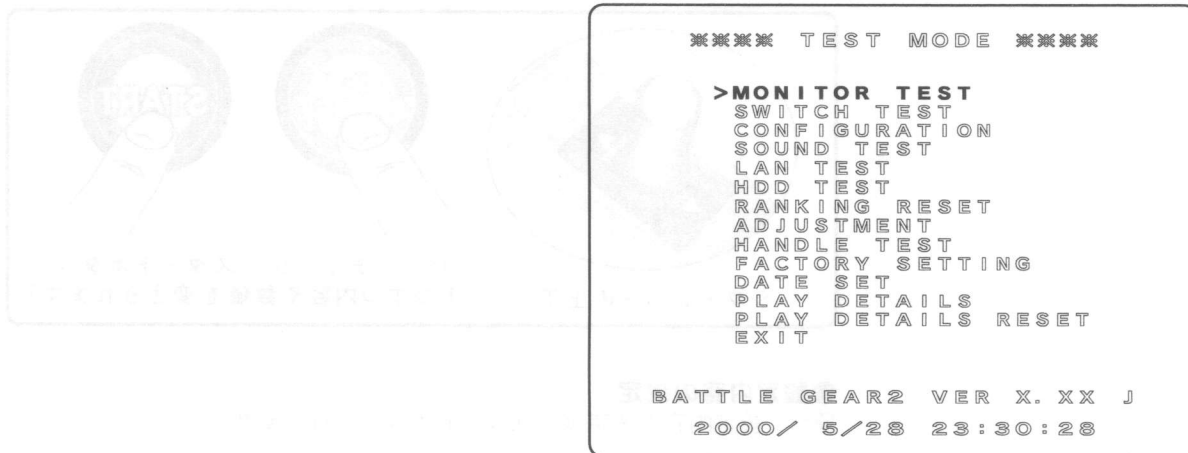 ※※※※ TEST MODE ※※※※
>MONITOR TEST
SWITCH TEST
CONFIGURATION
SOUND TEST
LAN TEST
HDD TEST
RANKING RESET
ADJUSTMENT
HANDLE TEST
FACTORY SETTING
DATE SET
PLAY DETAILS
PLAY DETAILS RESET
EXIT
BATTLE GEAR2 VER X.XX J
2000/ 5/28 23:30:28
START